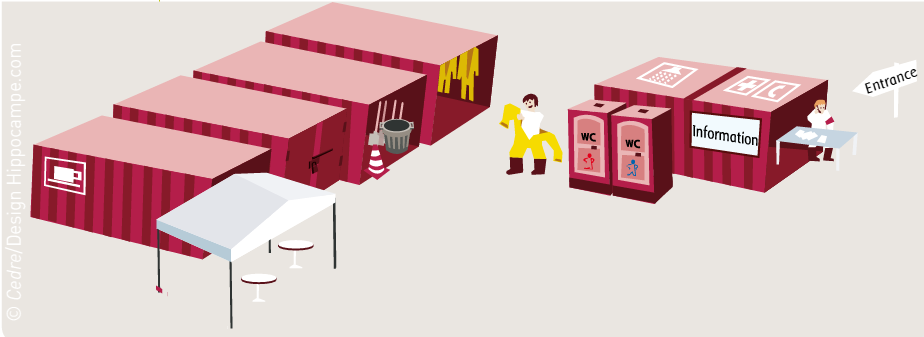 Entrance
Information
WC
WC
© Cedre/Design Hippocampe.com